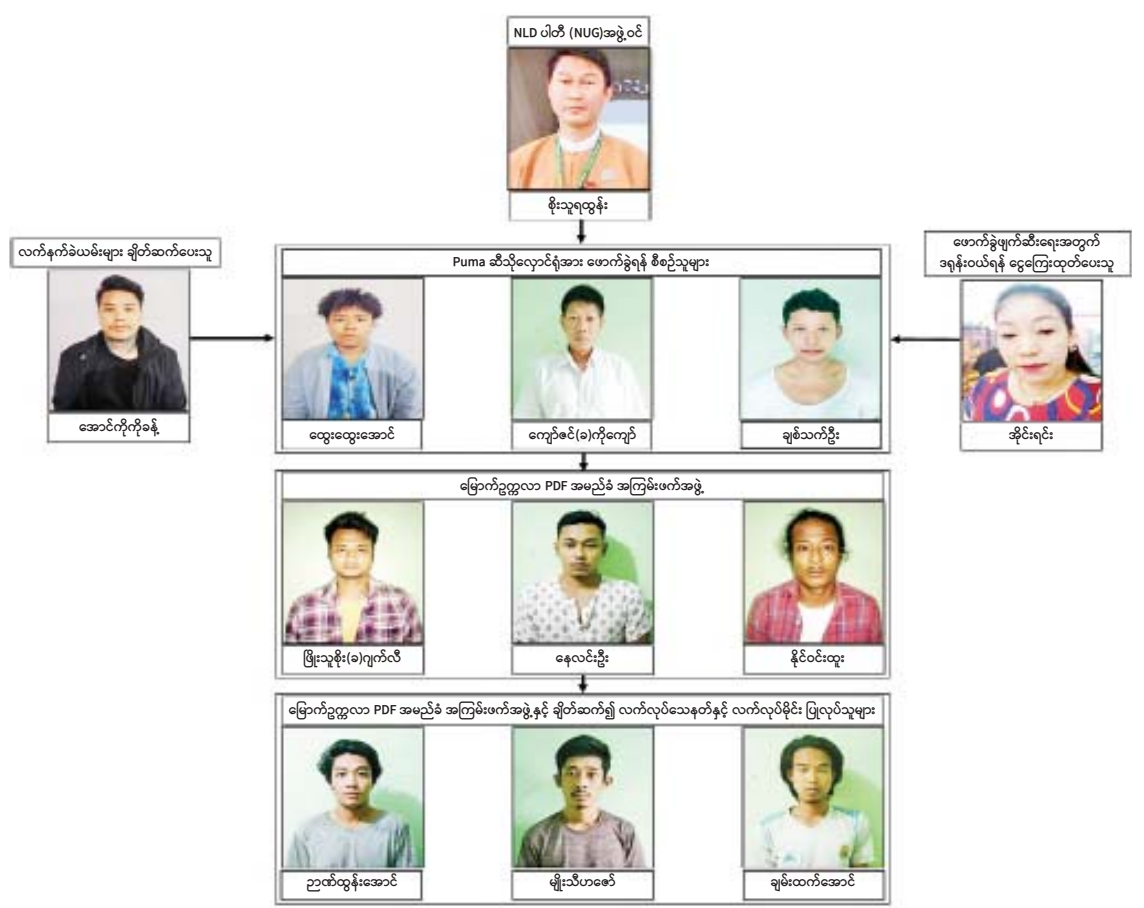 NLD ပါတီ (NUG)အဖွဲ့ဝင်
စိုးသူရထွန်း
လက်နက်ခဲယမ်းများ ချိတ်ဆက်ပေးသူ
အောင်ကိုကိုခန့်
Puma ဆီသိုလှောင်ရုံအား ဖောက်ခွဲရန် စီစဉ်သူများ
ထွေးထွေးအောင်
ကျော်ဇင်(ခ)ကိုကျော်
ချစ်သက်ဦး
ဖောက်ခွဲဖျက်ဆီးရေးအတွက်
ဒရုန်းဝယ်ရန် ငွေကြေးထုတ်ပေးသူ
အိုင်းရင်း
မြောက်ဥက္ကလာ PDF အမည်ခံ အကြမ်းဖက်အဖွဲ့
ဖြိုးသူစိုး(ခ)ဂျက်လီ
နေလင်းဦး
နိုင်ဝင်းထူး
မြောက်ဥက္ကလာ PDF အမည်ခံ အကြမ်းဖက်အဖွဲ့နှင့် ချိတ်ဆက်၍ လက်လုပ်သေနတ်နှင့် လက်လုပ်မိုင်း ပြုလုပ်သူများ
ဉာဏ်ထွန်းအောင်
မျိုးသီဟဇော်
ချမ်းထက်အောင်